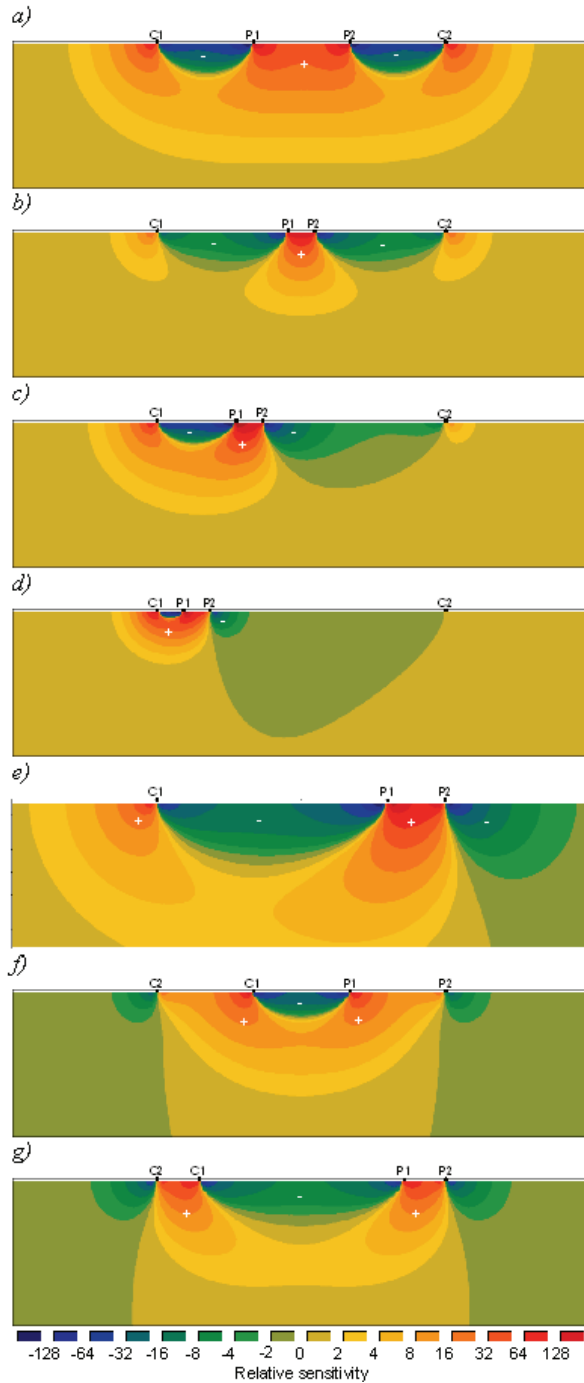 a)
C1 P1 P2 C2
- + -
b)
C1 P1 P2 C2
- + -
c)
C1 P1 P2 C2
- + -
d)
C1 P1 P2 C2
+ -
e)
C1 P1 P2
+ - + -
f)
C2 C1 P1 P2
+ - +
g)
C2 C1 P1 P2
+ - +
-128 -64 -32 -16 -8 -4 -2 0 2 4 8 16 32 64 128
Relative sensitivity